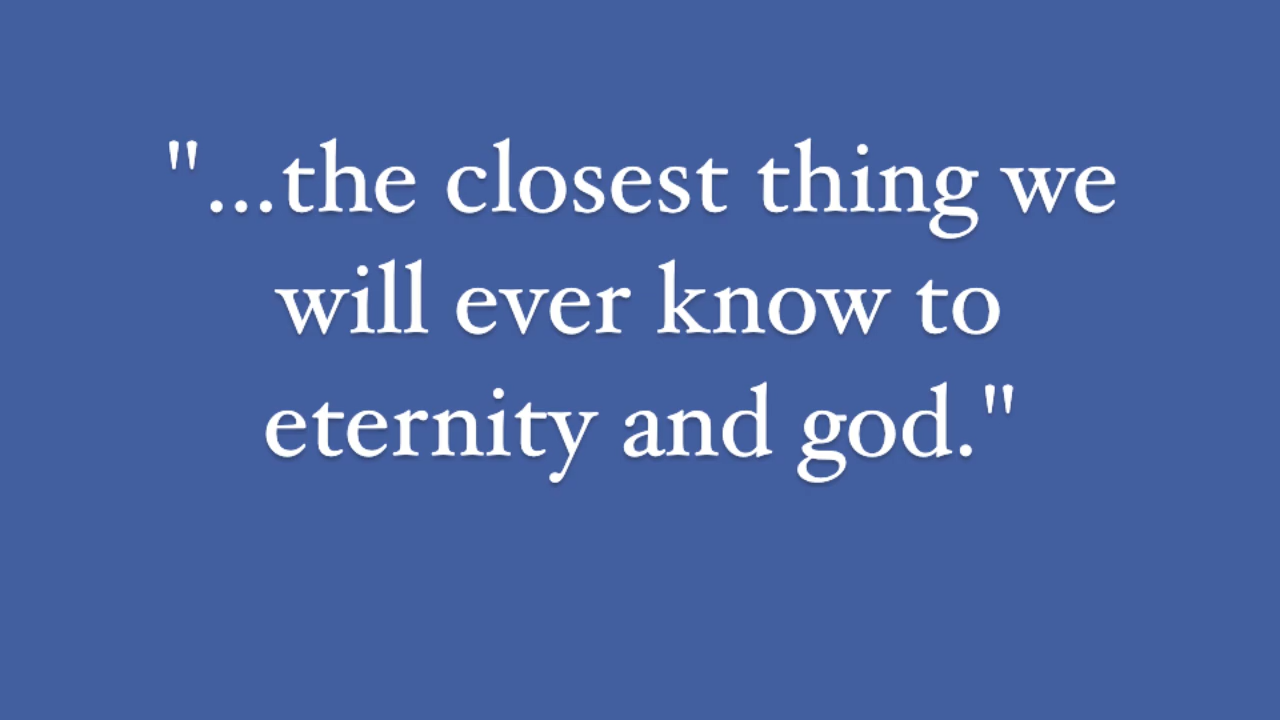 "...the closest thing we
will ever know to
eternity and god."